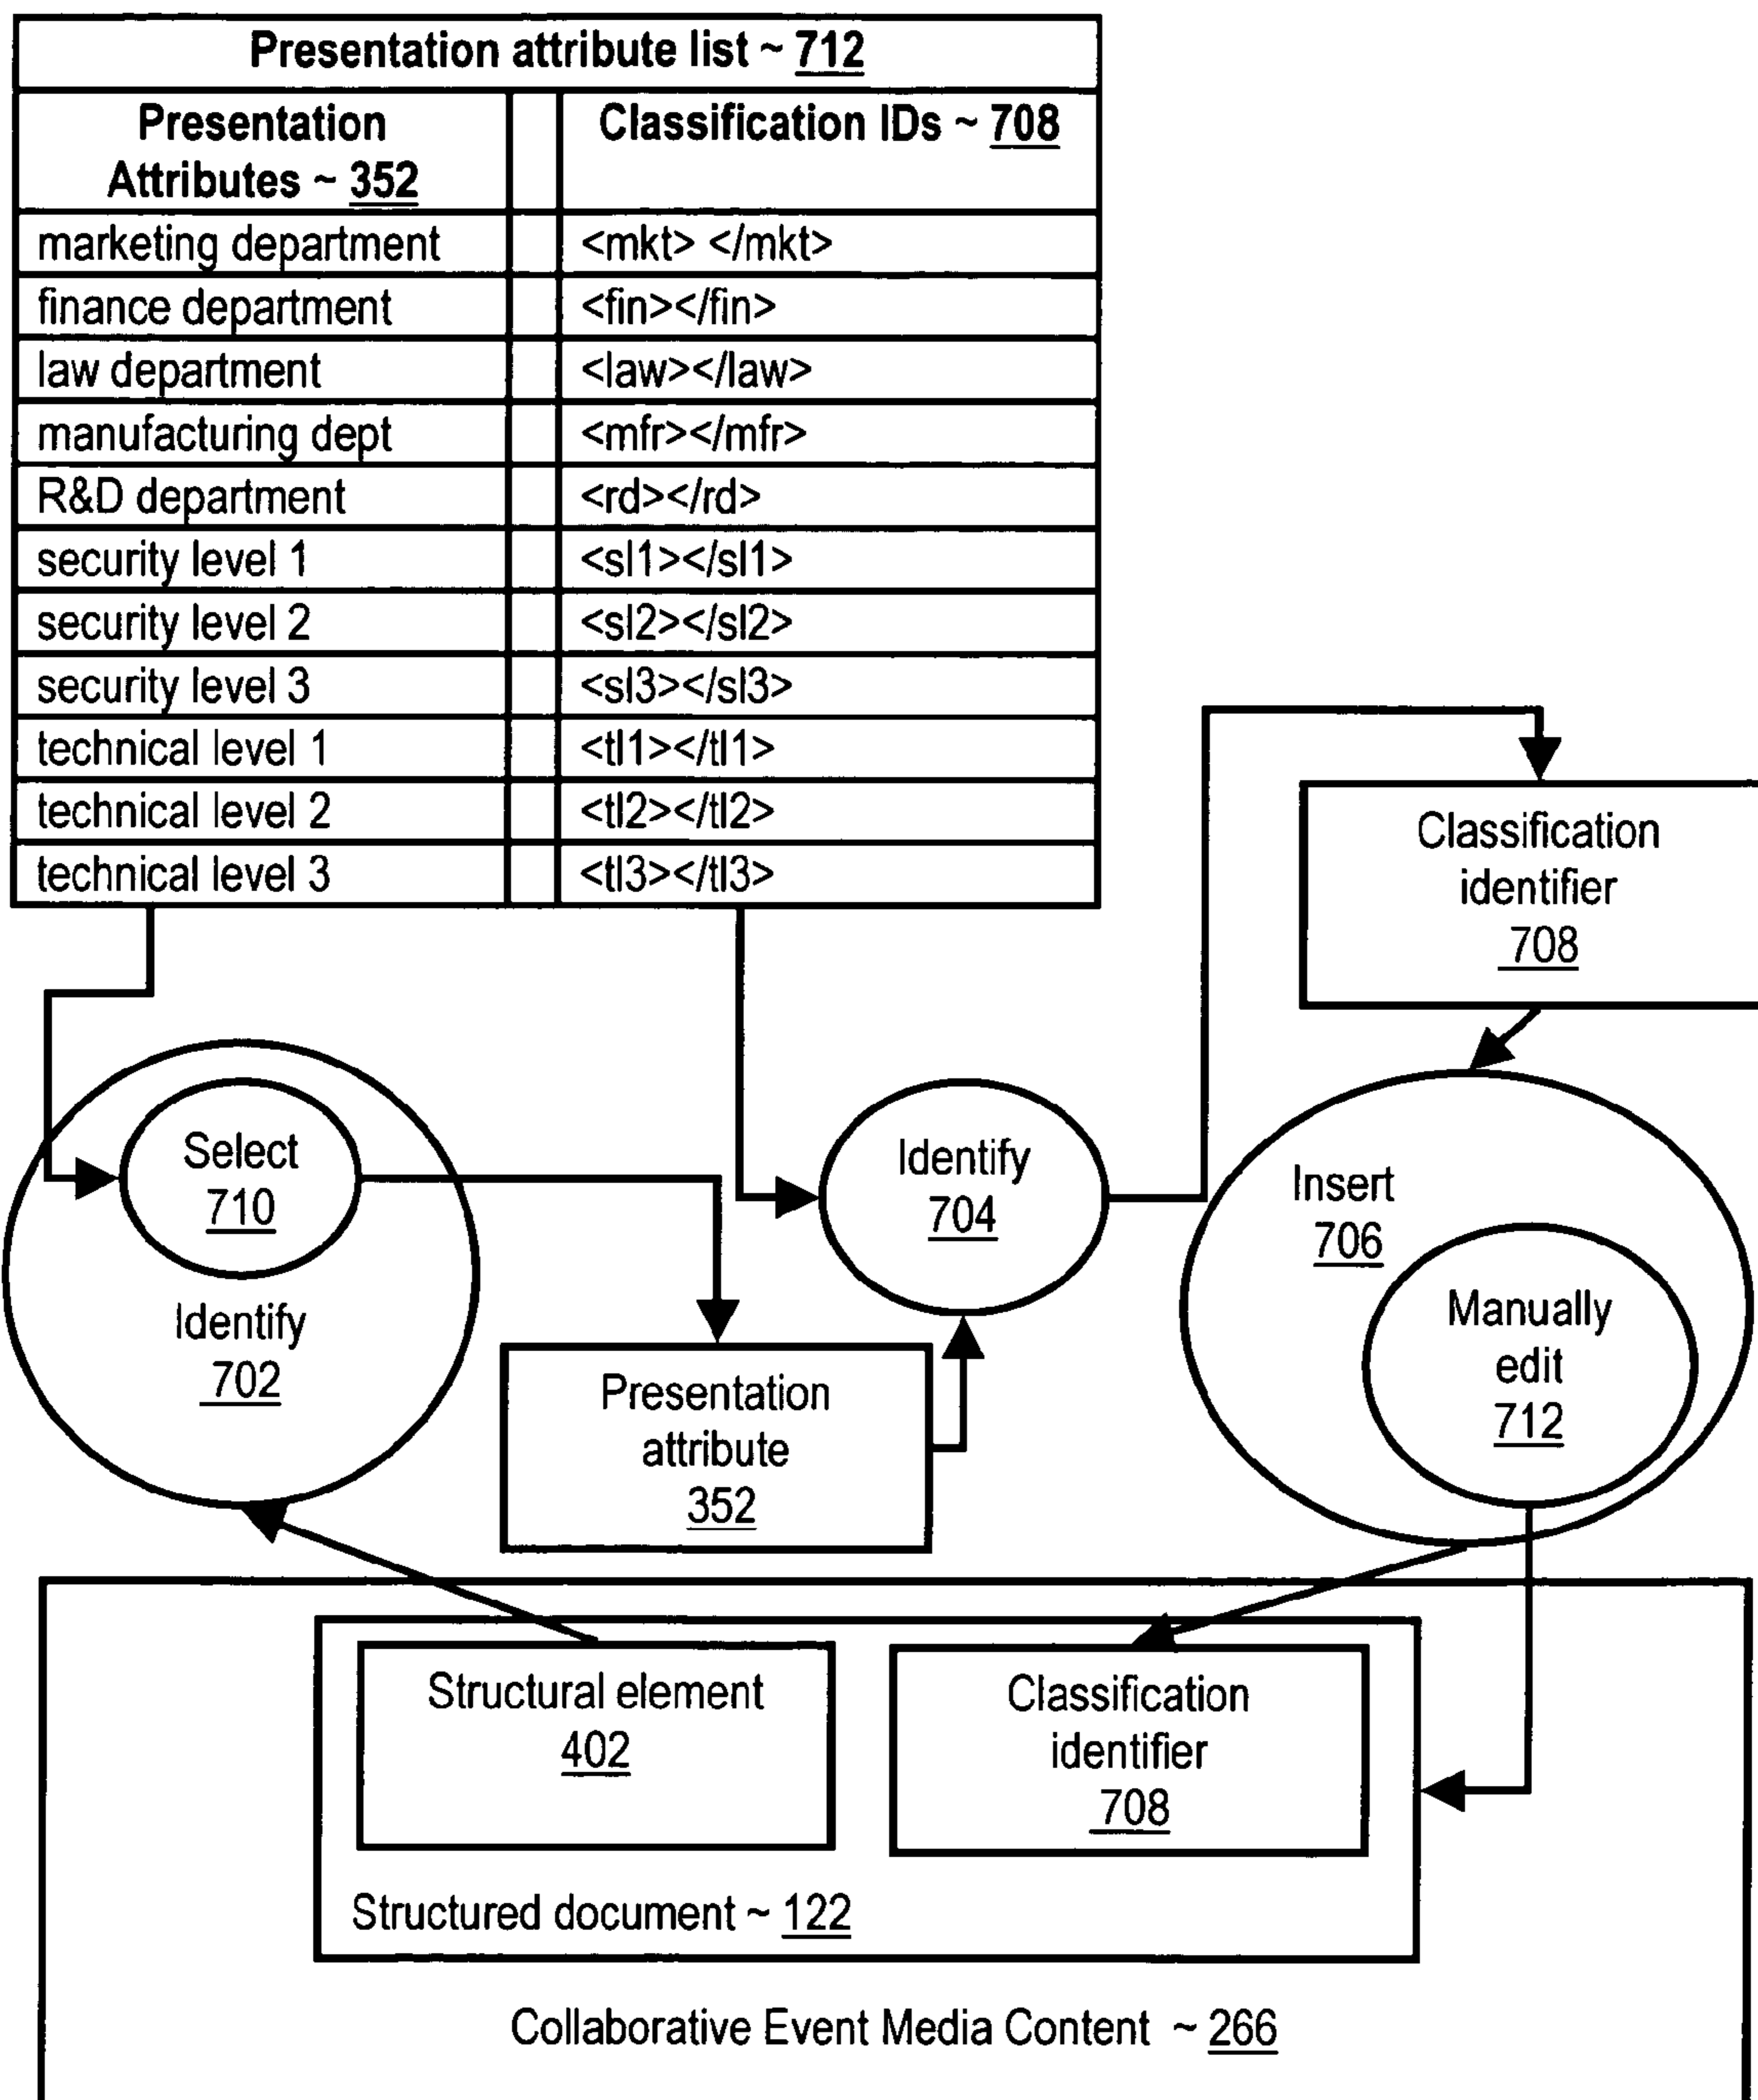 Presentation attribute list ~ 712
Presentation
Attributes ~ 352
Classification IDs ~ 708
marketing department <mkt> </mkt>
finance department <fin></fin>
law department <law></law>
manufacturing dept <mfr></mfr>
R&D department <rd></rd>
security level 1 <sl1></sl1>
security level 2 <sl2></sl2>
security level 3 <sl3></sl3>
technical level 1 <tl1></tl1>
technical level 2 <tl2></tl2>
technical level 3 <tl3></tl3>
Classification
identifier
708
Select
710
Identify
702
Identify
704
Insert
706
Manually
edit
712
Presentation
attribute
352
Structural element
402
Classification
identifier
708
Structured document ~ 122
Collaborative Event Media Content ~ 266